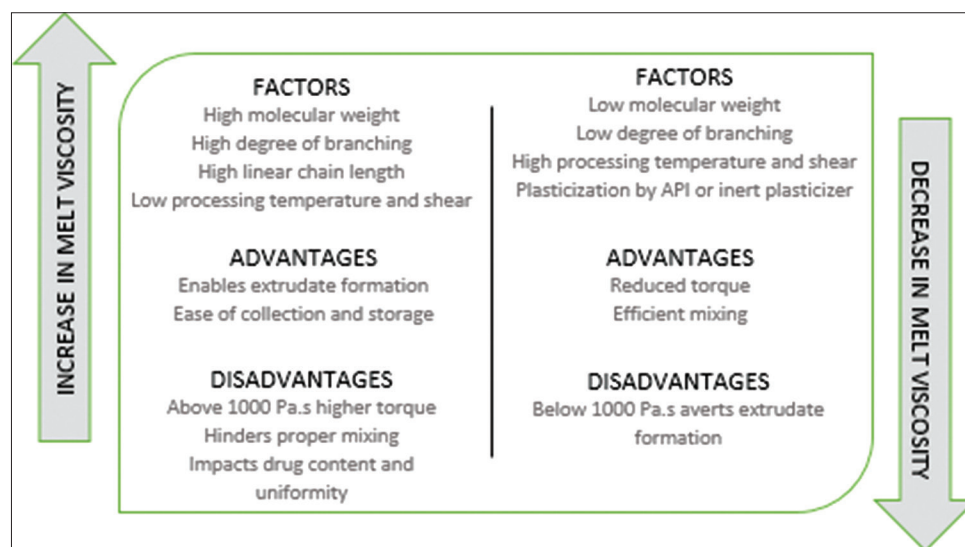 INCREASE IN MELT VISCOSITY
FACTORS
High molecular weight
High degree of branching
High linear chain length
Low processing temperature and shear
ADVANTAGES
Enables extrudate formation
Ease of collection and storage
DISADVANTAGES
Above 1000 Pa.s higher torque
Hinders proper mixing
Impacts drug content and
uniformity
FACTORS
Low molecular weight
Low degree of branching
High processing temperature and shear
Plasticization by API or inert plasticizer
ADVANTAGES
Reduced torque
Efficient mixing
DISADVANTAGES
Below 1000 Pa.s averts extrudate
formation
DECREASE IN MELT VISCOSITY